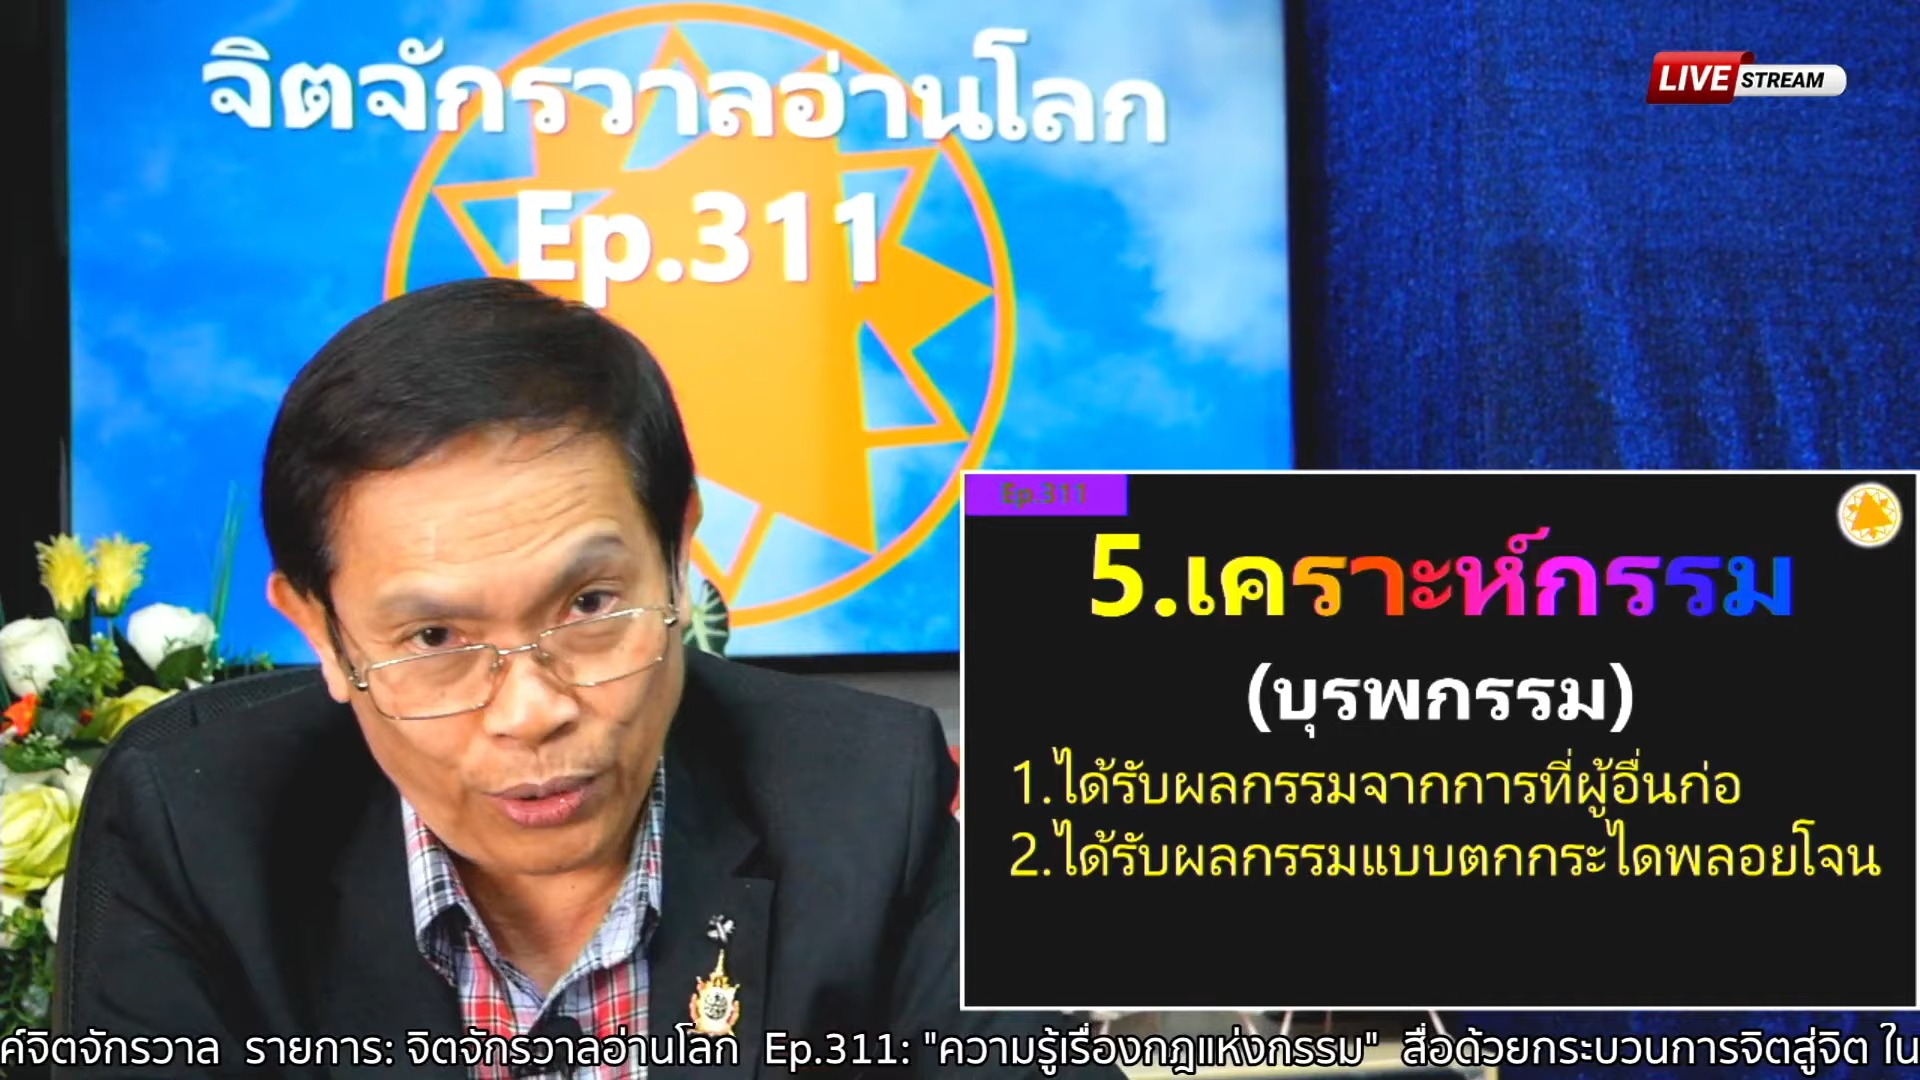 จิตจักรวาลอ่านโลก
Ep.311
LIVE STREAM
Ep.311
5.เคราะห์กรรม
(บุรพกรรม)
1.ได้รับผลกรรมจากการที่ผู้อื่นก่อ
2.ได้รับผลกรรมแบบตกกระไดพลอยโจน
ค์จิตจักรวาล รายการ: จิตจักรวาลอ่านโลก Ep.311: "ความรู้เรื่องกฎแห่งกรรม" สื่อด้วยกระบวนการจิตสู่จิต ใน